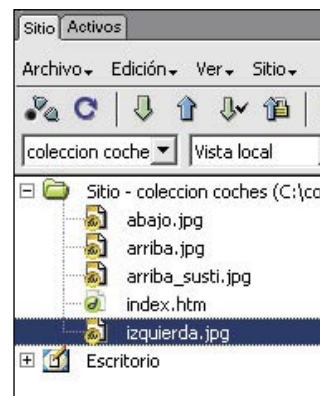 Sitio Activos
Archivo Edición Ver Sitio
coleccion coche Vista local
Sitio - coleccion coches (C:\co
abajo.jpg
arriba.jpg
arriba_susti.jpg
index.htm
izquierda.jpg
Escritorio